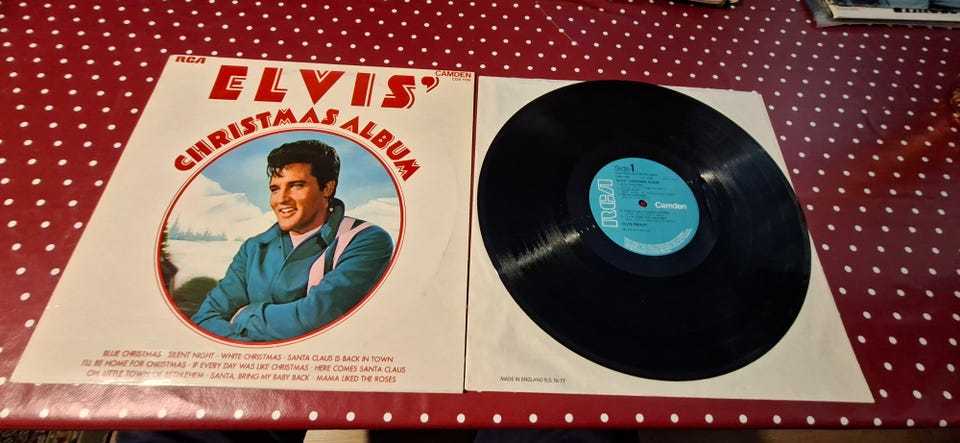 RCA
CAMDEN
ELVIS'
CHRISTMAS ALBUM
BLUE CHRISTMAS · SILENT NIGHT · WHITE CHRISTMAS · SANTA CLAUS IS BACK IN TOWN
I'LL BE HOME FOR CHRISTMAS · IF EVERY DAY WAS LIKE CHRISTMAS · HERE COMES SANTA CLAUS
OH, LITTLE TOWN OF BETHLEHEM · SANTA, BRING MY BABY BACK · MAMA LIKED THE ROSES
Side 1
ELVIS' CHRISTMAS ALBUM
RCA
Camden
ELVIS PRESLEY
MADE IN ENGLAND R.S. 10-77